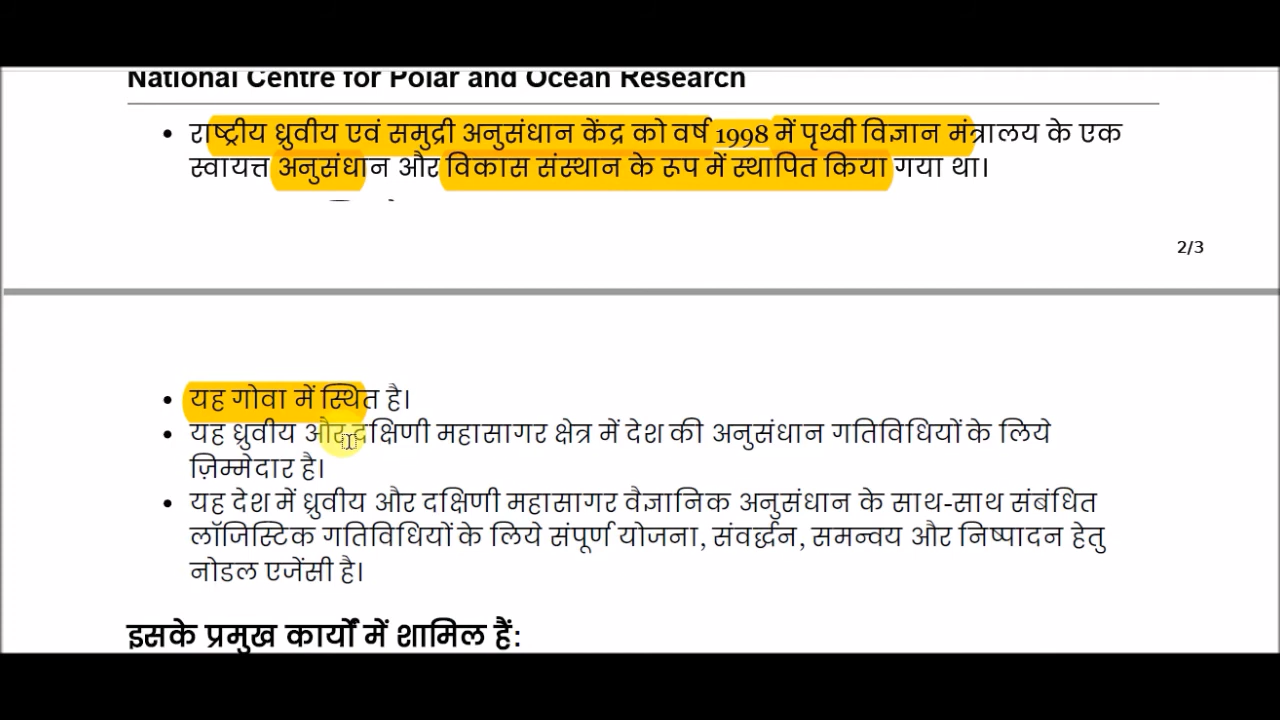 National Centre for Polar and Ocean Research
• राष्ट्रीय ध्रुवीय एवं समुद्री अनुसंधान केंद्र को वर्ष 1998 में पृथ्वी विज्ञान मंत्रालय के एक
स्वायत्त अनुसंधान और विकास संस्थान के रूप में स्थापित किया गया था।
2/3
• यह गोवा में स्थित है।
• यह ध्रुवीय और दक्षिणी महासागर क्षेत्र में देश की अनुसंधान गतिविधियों के लिये
ज़िम्मेदार है।
• यह देश में ध्रुवीय और दक्षिणी महासागर वैज्ञानिक अनुसंधान के साथ-साथ संबंधित
लॉजिस्टिक गतिविधियों के लिये संपूर्ण योजना, संवर्द्धन, समन्वय और निष्पादन हेतु
नोडल एजेंसी है।
इसके प्रमुख कार्यों में शामिल हैं: